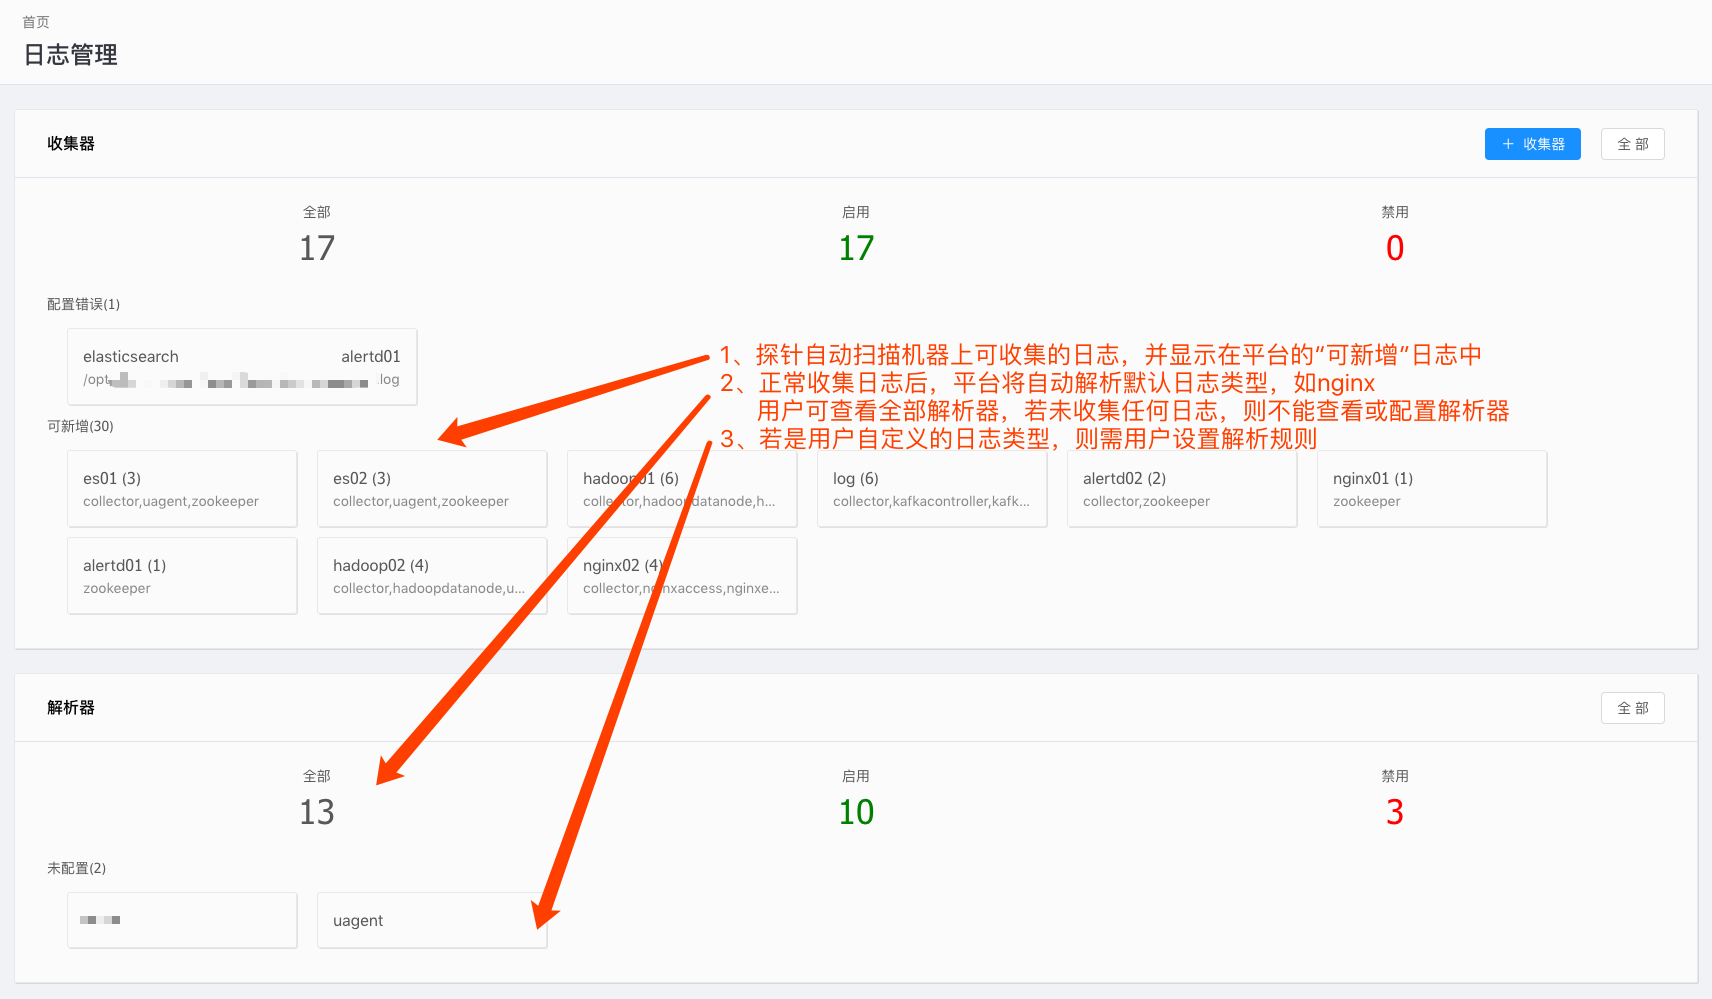 首页
日志管理
收集器
+ 收集器
全 部
全部
启用
禁用
17
17
0
配置错误(1)
elasticsearch alertd01
/opt log
1、探针自动扫描机器上可收集的日志，并显示在平台的“可新增“日志中
2、正常收集日志后，平台将自动解析默认日志类型，如nginx
用户可查看全部解析器，若未收集任何日志，则不能查看或配置解析器
3、若是用户自定义的日志类型，则需用户设置解析规则
可新增(30)
es01 (3)
collector,uagent,zookeeper
es02 (3)
collector,uagent,zookeeper
hadoop01 (6)
collector,hadoopdatanode,h...
log (6)
collector,kafkacontroller,kafk...
alertd02 (2)
collector,zookeeper
nginx01 (1)
zookeeper
alertd01 (1)
zookeeper
hadoop02 (4)
collector,hadoopdatanode,u...
nginx02 (4)
collector,nginxaccess,nginxe...
解析器
全 部
全部
启用
禁用
13
10
3
未配置(2)
uagent